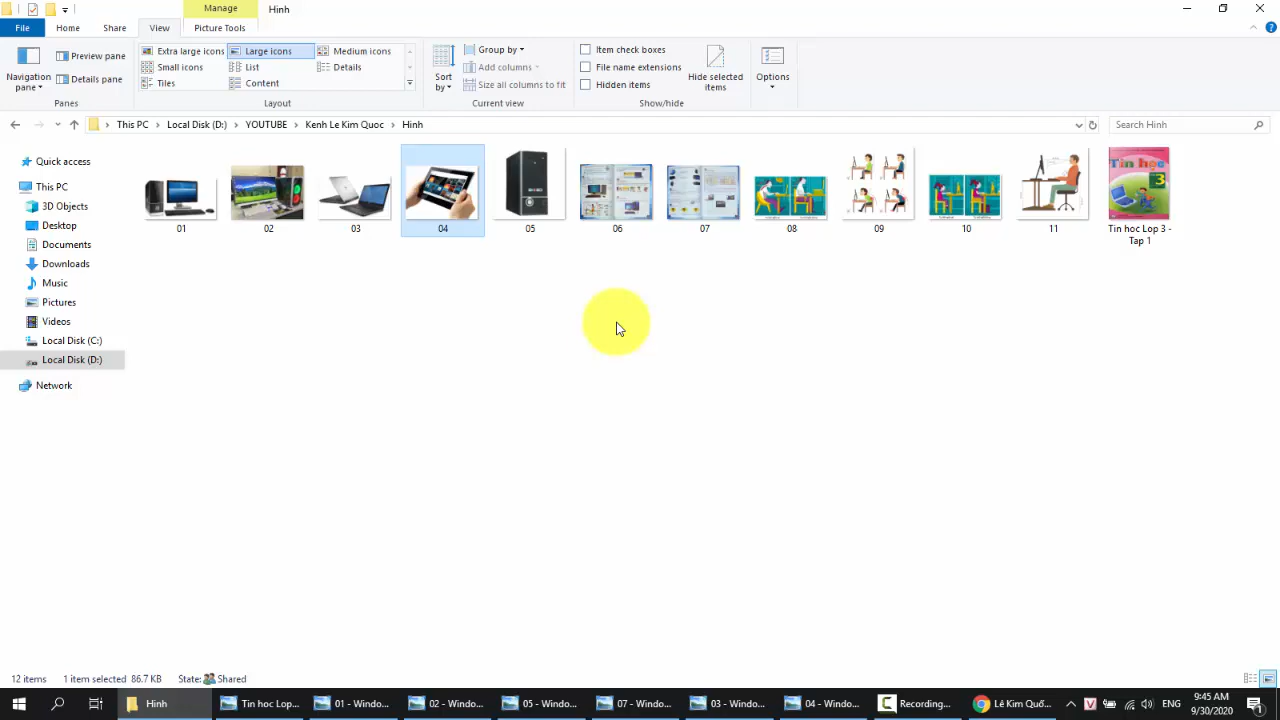 Manage
Hinh
File
Home
Share
View
Picture Tools
Navigation pane
Preview pane
Details pane
Panes
Extra large icons
Large icons
Medium icons
Small icons
List
Details
Tiles
Content
Layout
Sort by
Group by
Add columns
Size all columns to fit
Current view
Item check boxes
File name extensions
Hidden items
Hide selected items
Show/hide
Options
This PC > Local Disk (D:) > YOUTUBE > Kenh Le Kim Quoc > Hinh
Search Hinh
Quick access
This PC
3D Objects
Desktop
Documents
Downloads
Music
Pictures
Videos
Local Disk (C:)
Local Disk (D:)
Network
Tin học
3
01
02
03
04
05
06
07
08
09
10
11
Tin hoc Lop 3 -
Tap 1
12 items
1 item selected 86.7 KB
State: Shared
Hinh
Tin hoc Lop...
01 - Windo...
02 - Windo...
05 - Windo...
07 - Windo...
03 - Windo...
04 - Windo...
Recording...
Lê Kim Quố...
ENG
9:45 AM
9/30/2020